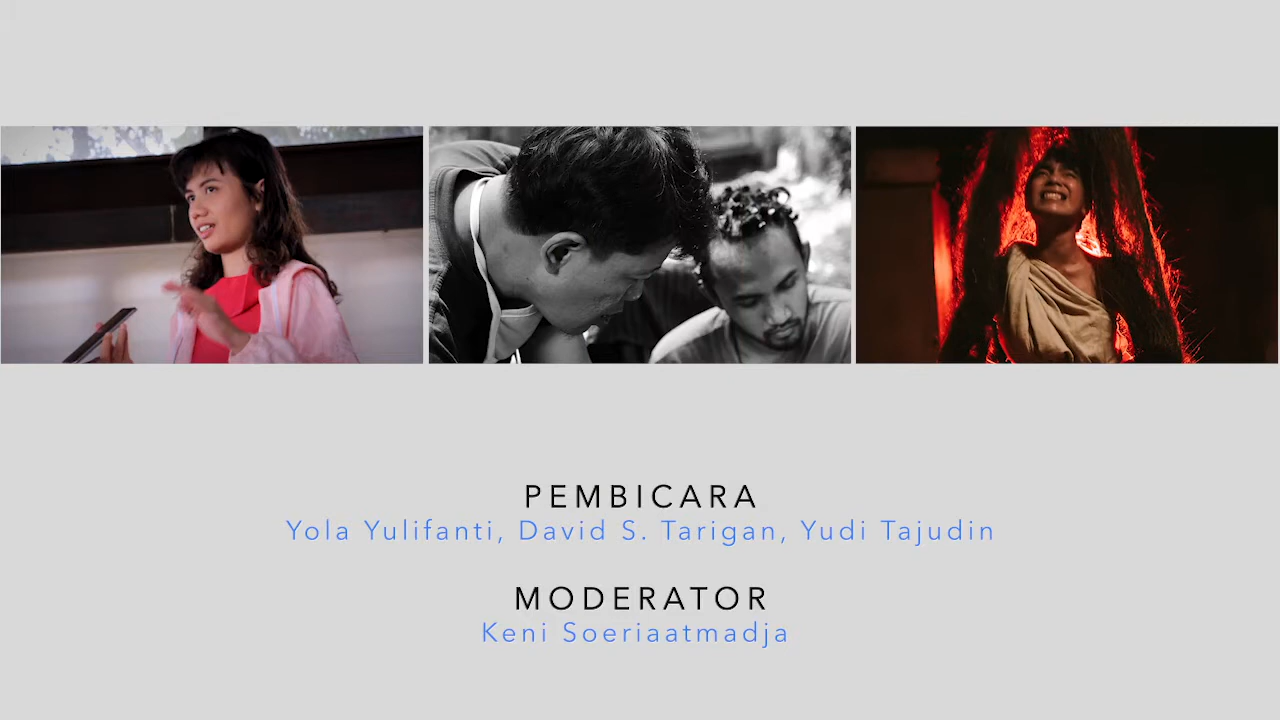 PEMBICARA
Yola Yulifanti, David S. Tarigan, Yudi Tajudin
MODERATOR
Keni Soeriaatmadja